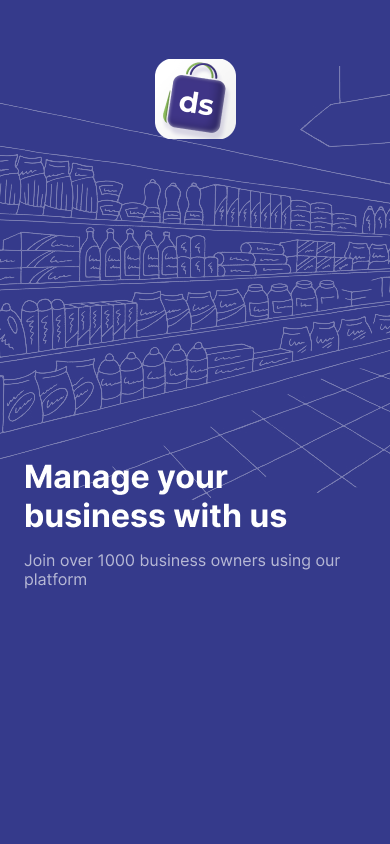 ds
Manage your
business with us
Join over 1000 business owners using our
platform